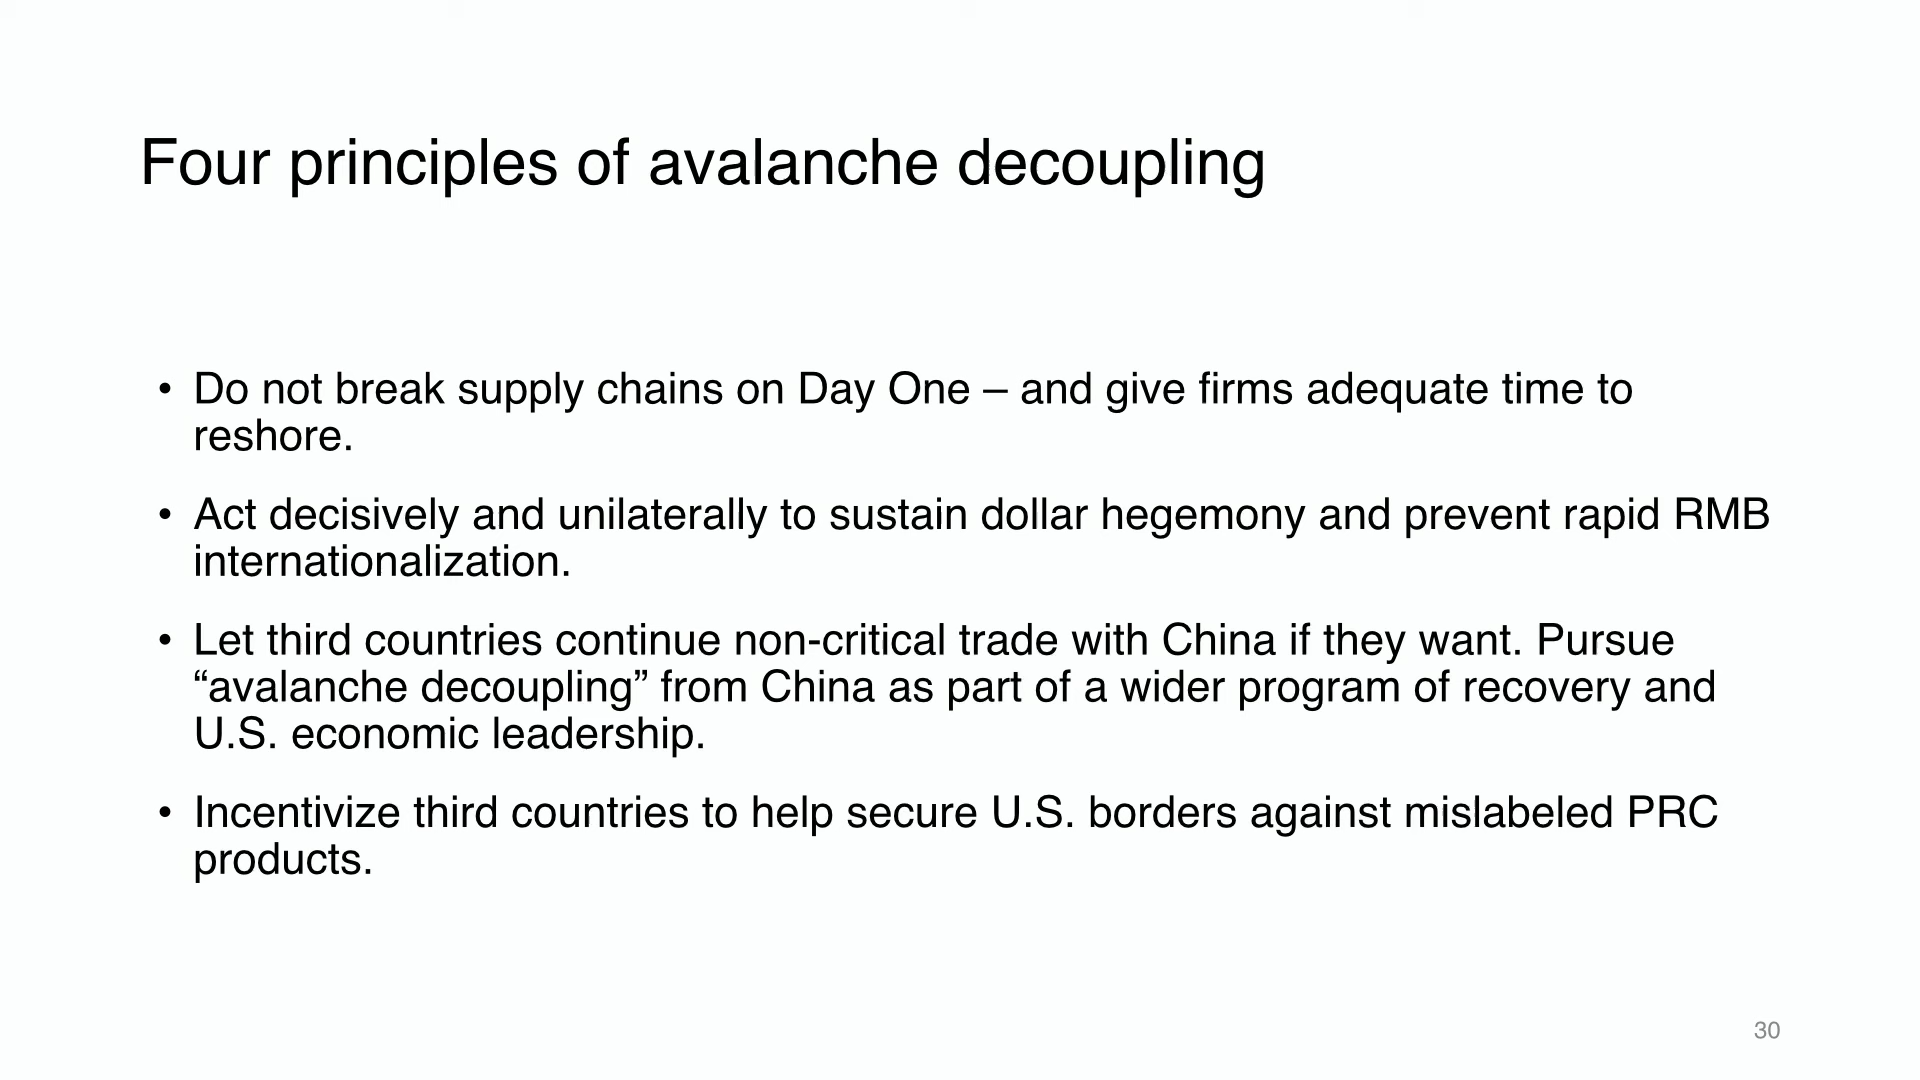 Four principles of avalanche decoupling
• Do not break supply chains on Day One – and give firms adequate time to
reshore.
• Act decisively and unilaterally to sustain dollar hegemony and prevent rapid RMB
internationalization.
• Let third countries continue non-critical trade with China if they want. Pursue
“avalanche decoupling” from China as part of a wider program of recovery and
U.S. economic leadership.
• Incentivize third countries to help secure U.S. borders against mislabeled PRC
products.
30